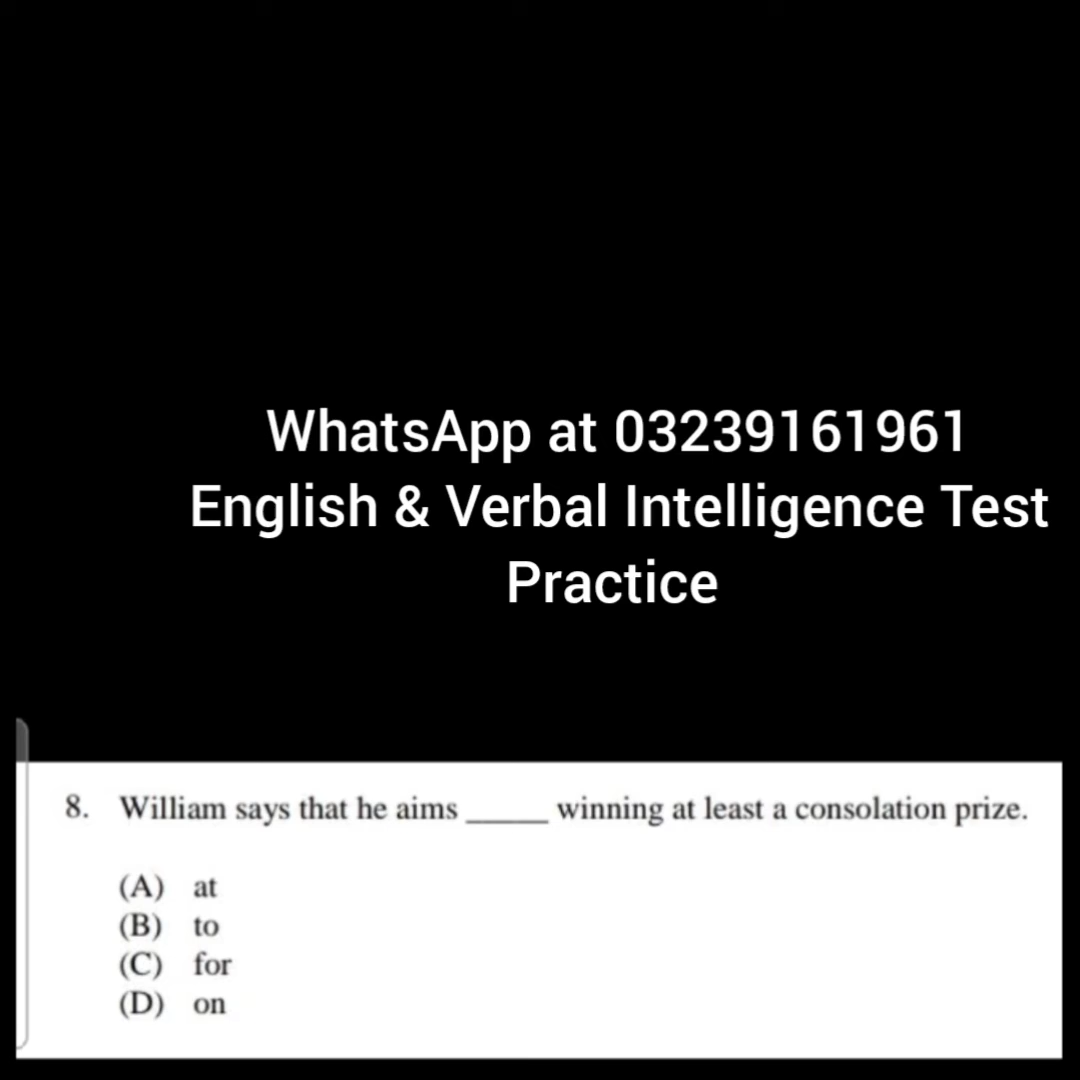 WhatsApp at 03239161961
English & Verbal Intelligence Test
Practice
8. William says that he aims _____ winning at least a consolation prize.
(A) at
(B) to
(C) for
(D) on